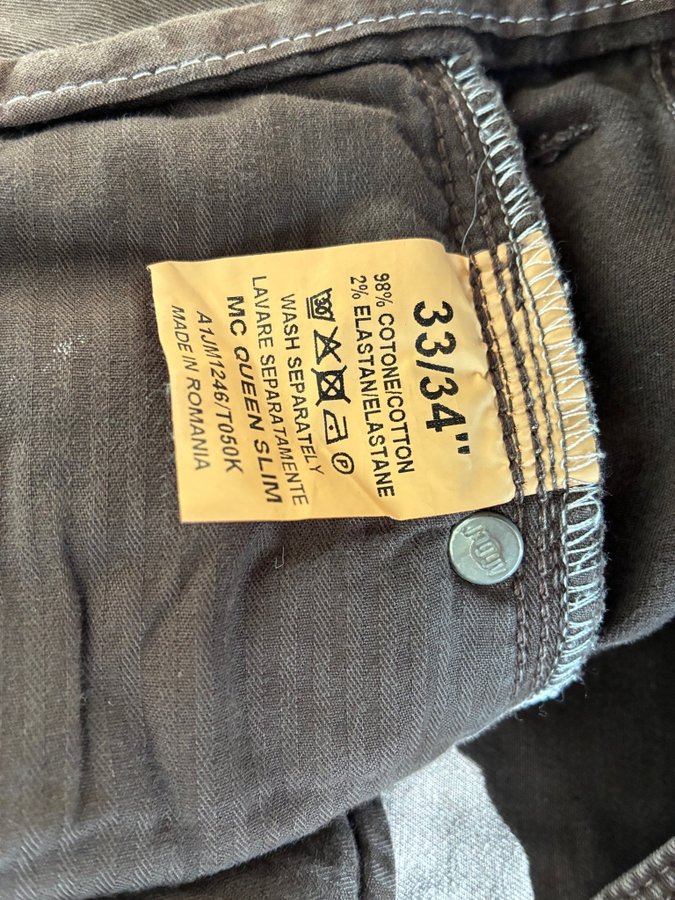 33/34"
98% COTONE/COTTON
2% ELASTAN/ELASTANE
WASH SEPARATELY
LAVARE SEPARATAMENTE
MC QUEEN SLIM
A1JM1246/T050K
MADE IN ROMANIA